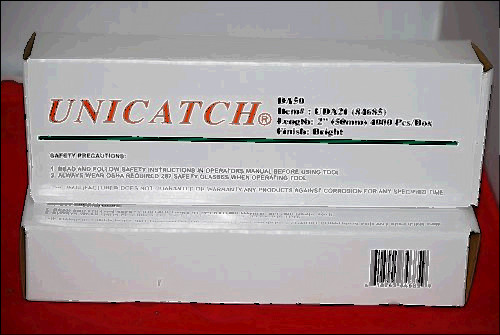 UNICATCH®
DA50
Item# : UDA21 (84685)
Length: 2" (50mm) 4000 Pcs/Box
Finish: Bright
SAFETY PRECAUTIONS:
1. READ AND FOLLOW SAFETY INSTRUCTIONS IN OPERATORS MANUAL BEFORE USING TOOL
2. ALWAYS WEAR OSHA REQUIRED Z87 SAFETY GLASSES WHEN OPERATING TOOL
MANUFACTURER DOES NOT GUARANTEE OR WARRANTY ANY PRODUCTS AGAINST CORROSION FOR ANY SPECIFIED TIME